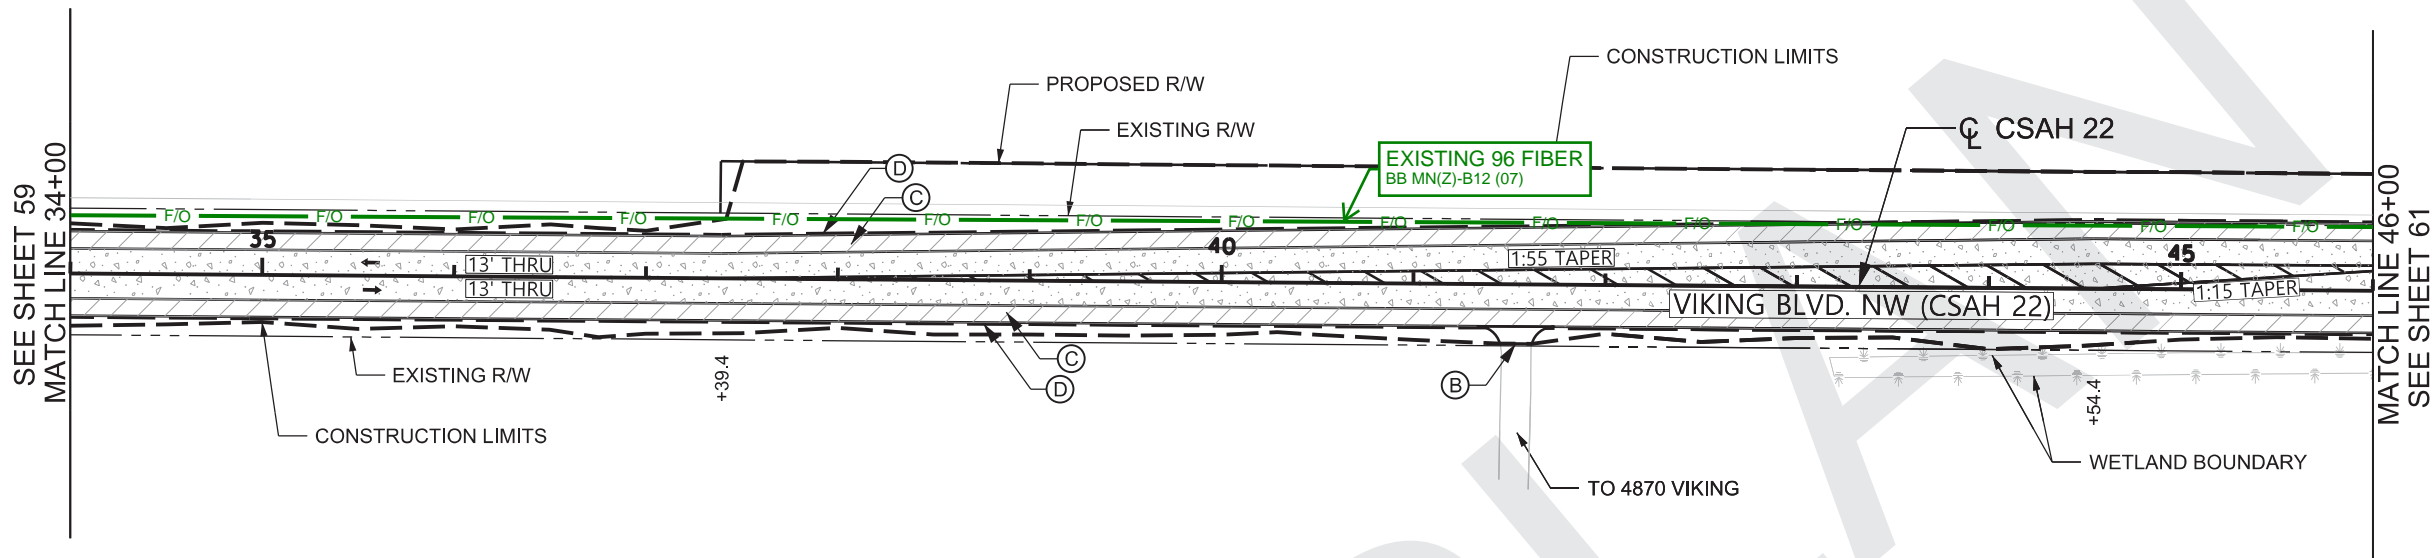 SEE SHEET 59
MATCH LINE 34+00
PROPOSED R/W
EXISTING R/W
CONSTRUCTION LIMITS
EXISTING 96 FIBER
BB MN(Z)-B12 (07)
CL CSAH 22
D
C
F/O F/O F/O F/O F/O F/O F/O F/O F/O F/O F/O F/O F/O F/O F/O
35
40
45
13' THRU
13' THRU
1:55 TAPER
1:15 TAPER
VIKING BLVD. NW (CSAH 22)
C
D
B
EXISTING R/W
+39.4
+54.4
CONSTRUCTION LIMITS
WETLAND BOUNDARY
TO 4870 VIKING
MATCH LINE 46+00
SEE SHEET 61